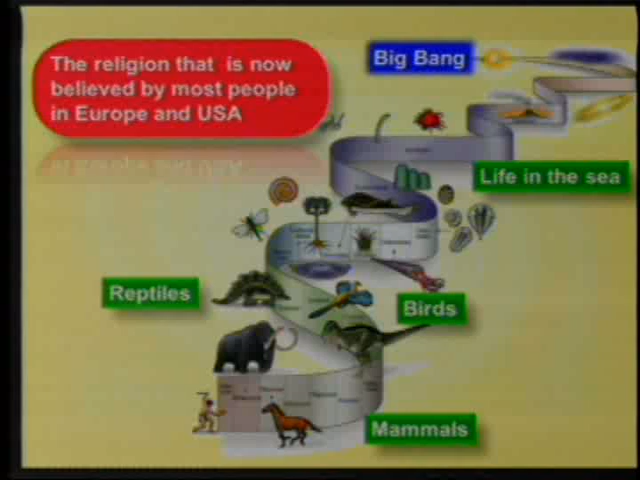 The religion that is now
believed by most people
in Europe and USA
Big Bang
Life in the sea
Reptiles
Birds
Mammals